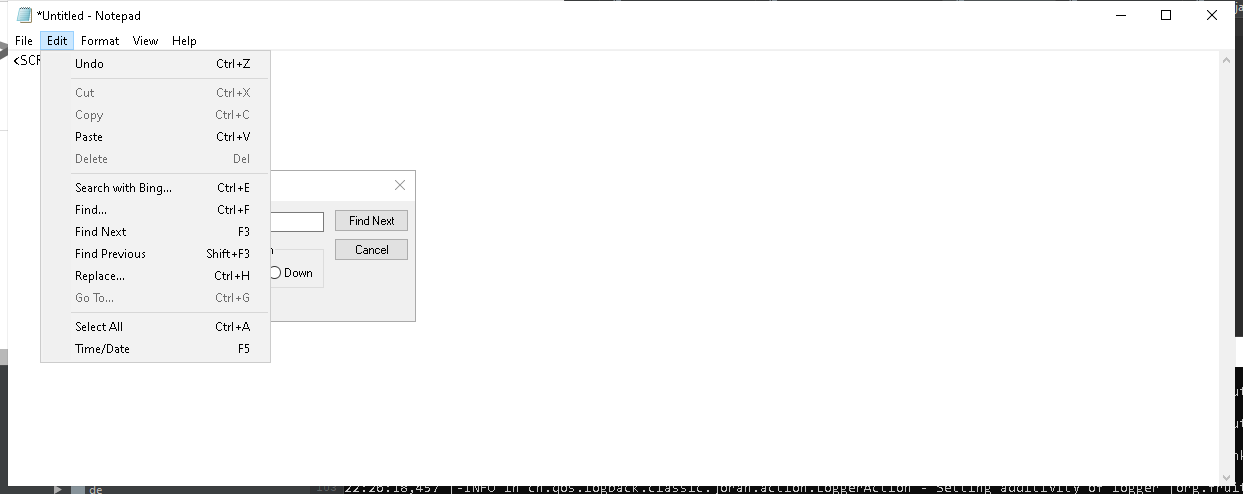 *Untitled - Notepad
File Edit Format View Help
<SCR
Undo Ctrl+Z
Cut Ctrl+X
Copy Ctrl+C
Paste Ctrl+V
Delete Del
Search with Bing... Ctrl+E
Find... Ctrl+F
Find Next F3
Find Previous Shift+F3
Replace... Ctrl+H
Go To... Ctrl+G
Select All Ctrl+A
Time/Date F5
Find Next
Cancel
Down
de
22:26:18,457 |-INFO in ch.qos.logback.classic.joran.action.LoggerAction - Setting additivity of logger